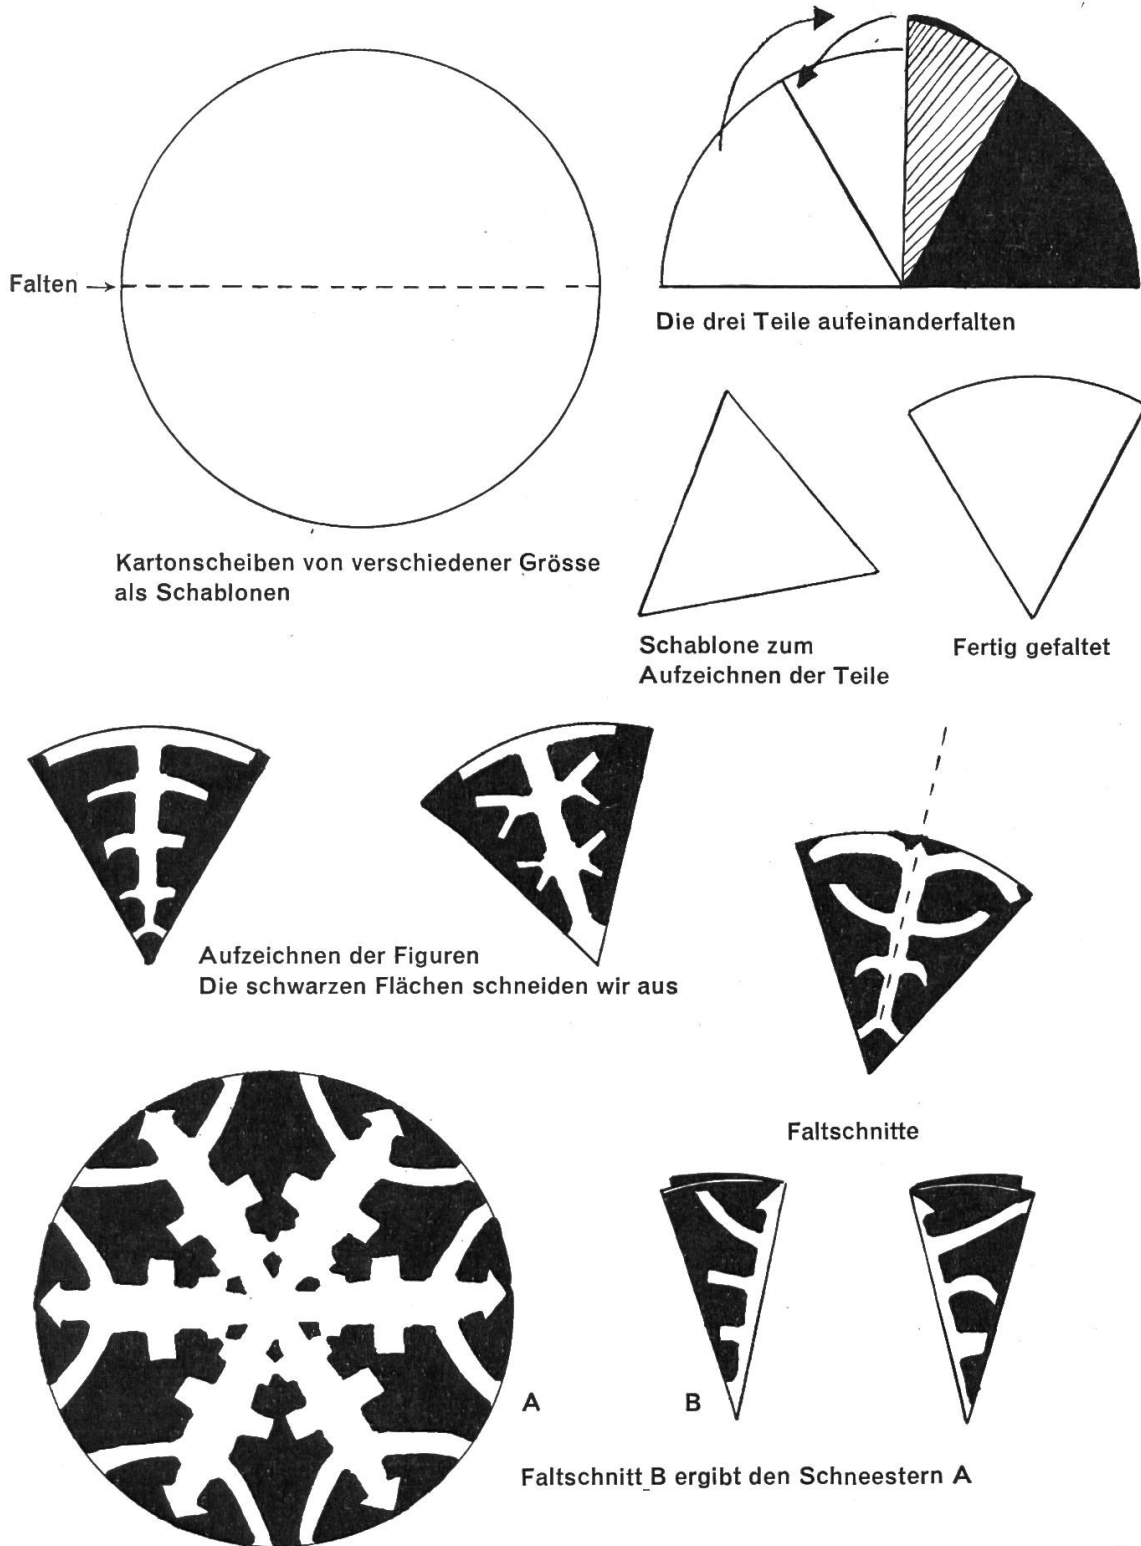 Falten
Die drei Teile aufeinanderfalten
Kartonscheiben von verschiedener Grösse
als Schablonen
Schablone zum
Aufzeichnen der Teile
Fertig gefaltet
Aufzeichnen der Figuren
Die schwarzen Flächen schneiden wir aus
Faltschnitte
A
B
Faltschnitt B ergibt den Schneestern A